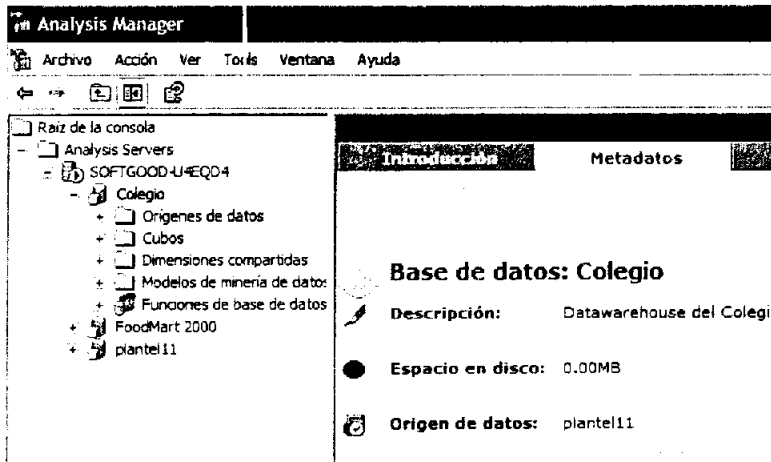 Analysis Manager
Archivo Acción Ver Tools Ventana Ayuda
Raiz de la consola
Analysis Servers
SOFTGOOD-U4EQD4
Colegio
Orígenes de datos
Cubos
Dimensiones compartidas
Modelos de minería de datos
Funciones de base de datos
FoodMart 2000
plantel11
Introducción Metadatos
Base de datos: Colegio
Descripción: Datawarehouse del Colegi
Espacio en disco: 0.00MB
Origen de datos: plantel11